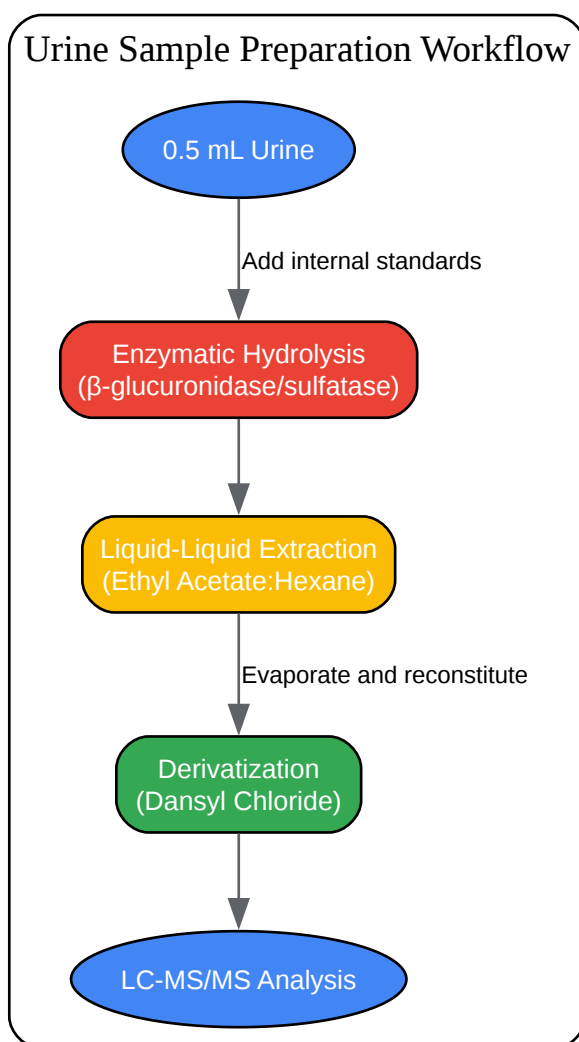 Urine Sample Preparation Workflow
0.5 mL Urine
Add internal standards
Enzymatic Hydrolysis
(β-glucuronidase/sulfatase)
Liquid-Liquid Extraction
(Ethyl Acetate:Hexane)
Evaporate and reconstitute
Derivatization
(Dansyl Chloride)
LC-MS/MS Analysis